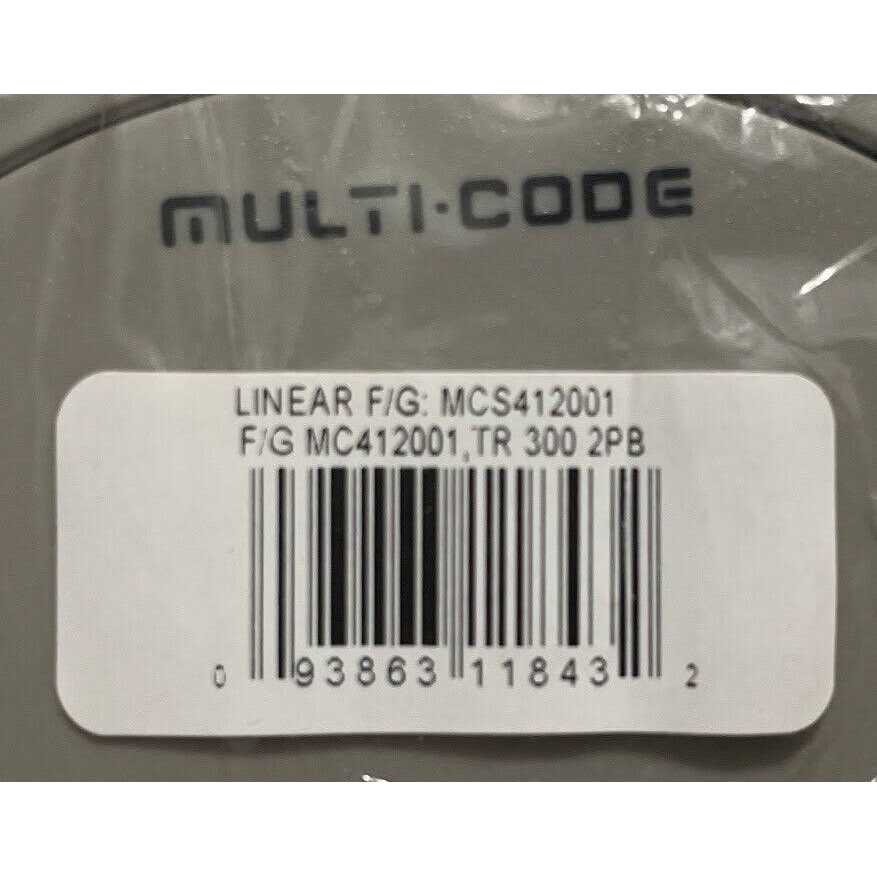 MULTI-CODE
LINEAR F/G: MCS412001
F/G MC412001,TR 300 2PB
0 93863 11843 2